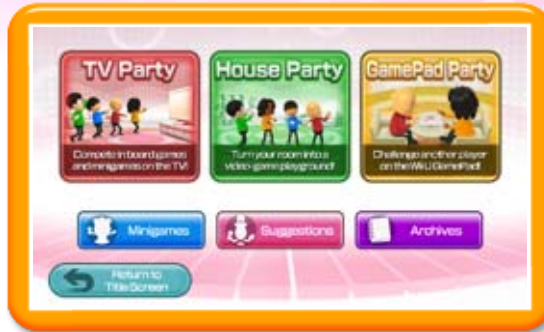 TV Party
House Party
GamePad Party
Compete in board games
and minigames on the TV!
Turn your room into a
video-game playground!
Challenge another player
on the Wii U GamePad!
Minigames
Suggestions
Archives
Return to
Title Screen